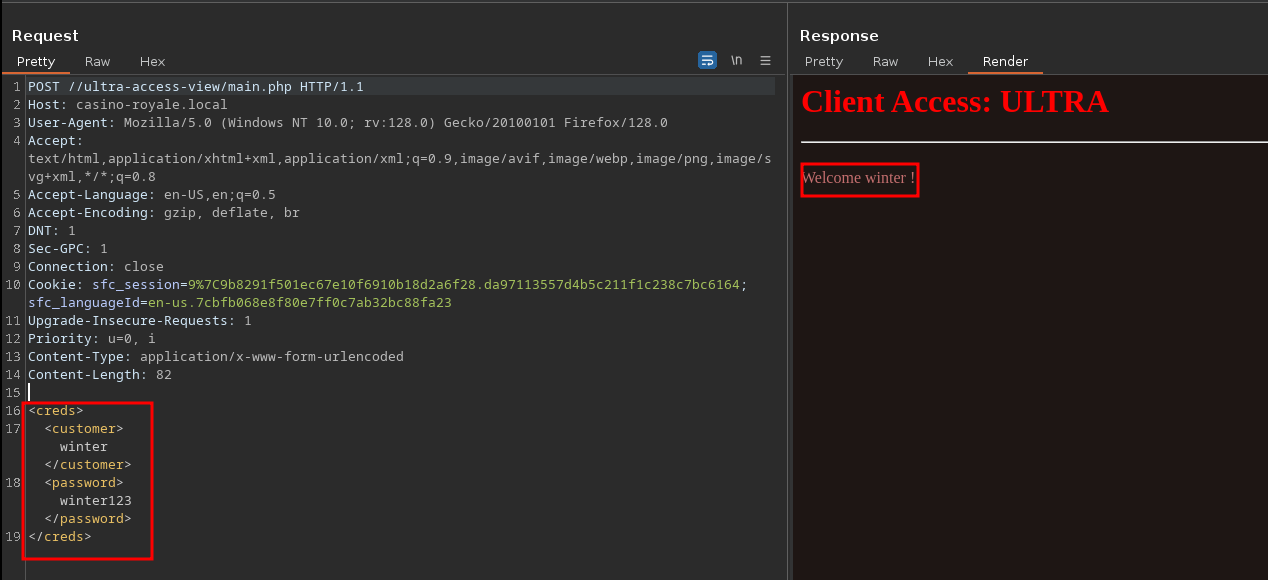 Request
Pretty Raw Hex \n
1 POST //ultra-access-view/main.php HTTP/1.1
2 Host: casino-royale.local
3 User-Agent: Mozilla/5.0 (Windows NT 10.0; rv:128.0) Gecko/20100101 Firefox/128.0
4 Accept:
text/html,application/xhtml+xml,application/xml;q=0.9,image/avif,image/webp,image/png,image/s
vg+xml,*/*;q=0.8
5 Accept-Language: en-US,en;q=0.5
6 Accept-Encoding: gzip, deflate, br
7 DNT: 1
8 Sec-GPC: 1
9 Connection: close
10 Cookie: sfc_session=9%7C9b8291f501ec67e10f6910b18d2a6f28.da97113557d4b5c211f1c238c7bc6164;
sfc_languageId=en-us.7cbfb068e8f80e7ff0c7ab32bc88fa23
11 Upgrade-Insecure-Requests: 1
12 Priority: u=0, i
13 Content-Type: application/x-www-form-urlencoded
14 Content-Length: 82
15
16 <creds>
17 <customer>
winter
</customer>
18 <password>
winter123
</password>
19 </creds>
Response
Pretty Raw Hex Render
Client Access: ULTRA
Welcome winter !